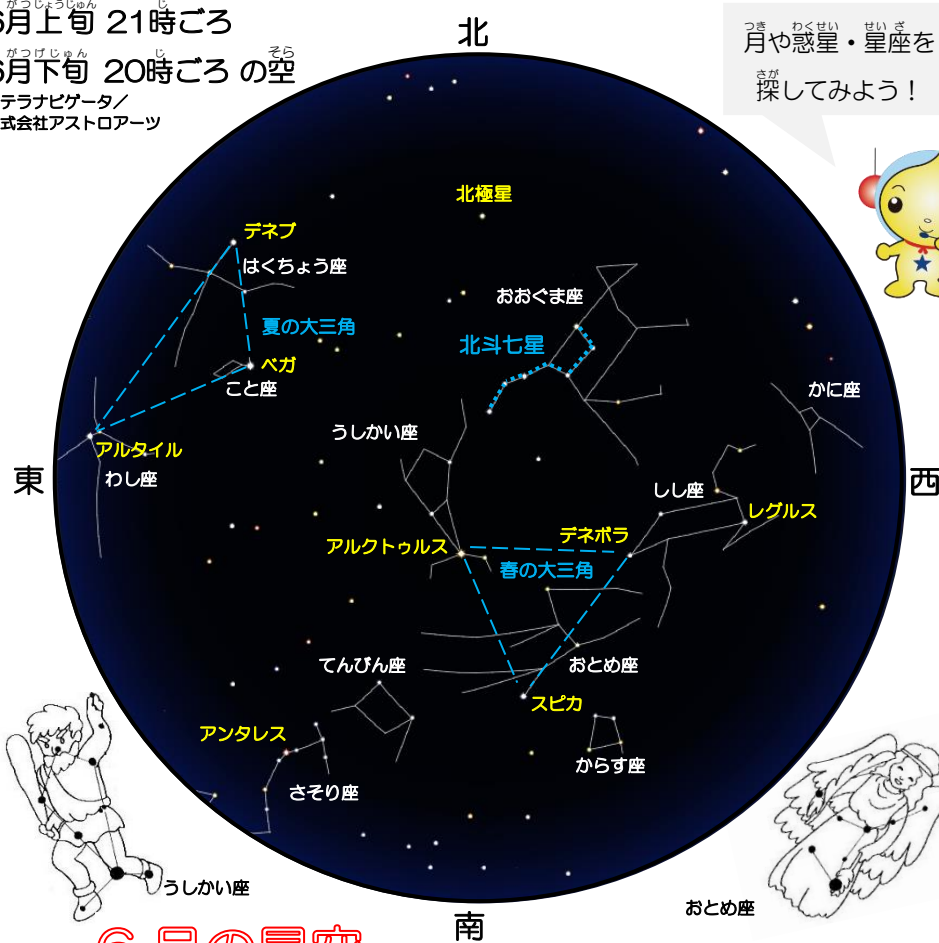 6月上旬 21時ごろ
6月下旬 20時ごろ の空
テラナビゲータ／
式会社アストロアーツ
北
月や惑星・星座を
探してみよう！
北極星
デネブ
はくちょう座
おおぐま座
夏の大三角
北斗七星
ベガ
こと座
かに座
うしかい座
アルタイル
わし座
東
西
しし座
レグルス
デネボラ
アルクトゥルス
春の大三角
てんびん座
おとめ座
スピカ
アンタレス
からす座
さそり座
うしかい座
おとめ座
南
6月の星空